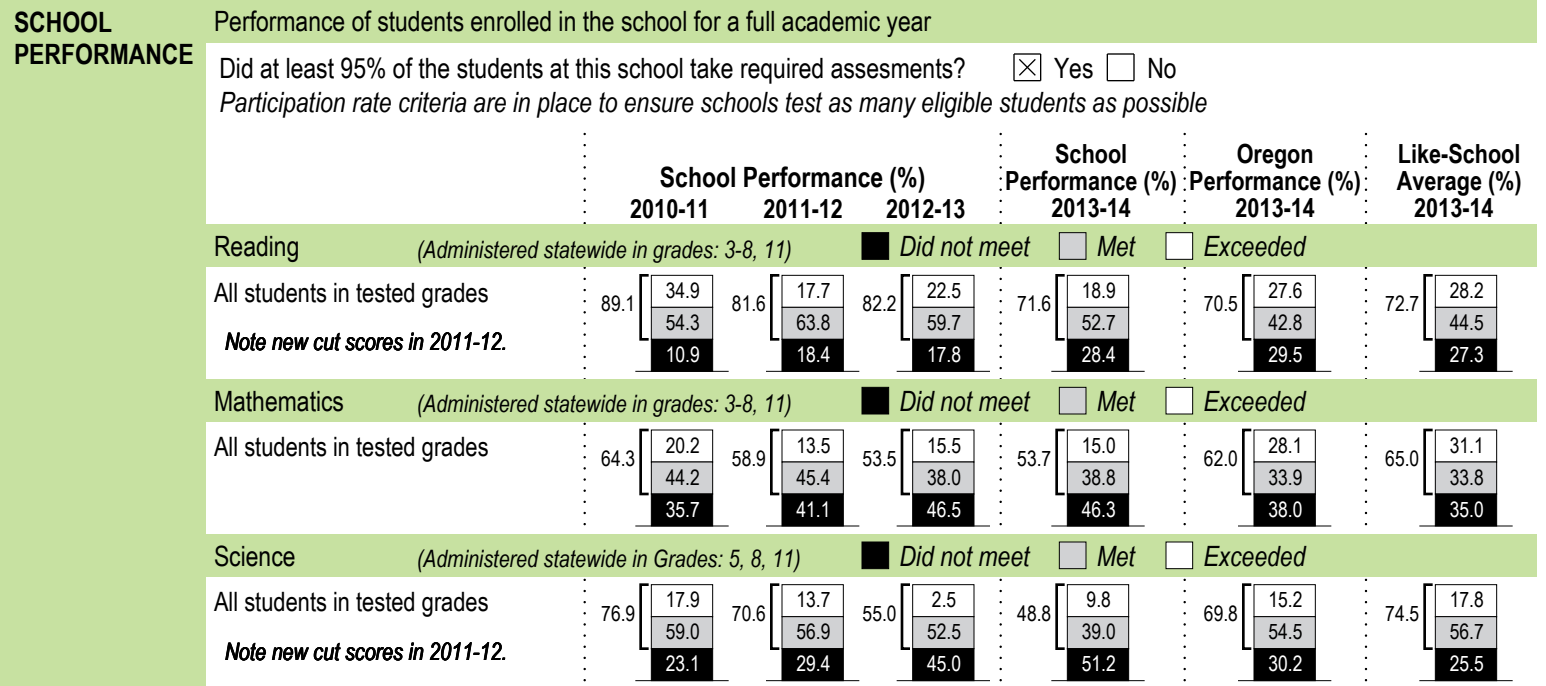 SCHOOL
PERFORMANCE
Performance of students enrolled in the school for a full academic year
Did at least 95% of the students at this school take required assesments? ☒ Yes ☐ No
Participation rate criteria are in place to ensure schools test as many eligible students as possible
School Performance (%)
2010-11 2011-12 2012-13
School
Performance (%)
2013-14
Oregon
Performance (%)
2013-14
Like-School
Average (%)
2013-14
Reading (Administered statewide in grades: 3-8, 11) Did not meet Met Exceeded
All students in tested grades
Note new cut scores in 2011-12.
89.1 34.9 54.3 10.9
81.6 17.7 63.8 18.4
82.2 22.5 59.7 17.8
71.6 18.9 52.7 28.4
70.5 27.6 42.8 29.5
72.7 28.2 44.5 27.3
Mathematics (Administered statewide in grades: 3-8, 11) Did not meet Met Exceeded
All students in tested grades
64.3 20.2 44.2 35.7
58.9 13.5 45.4 41.1
53.5 15.5 38.0 46.5
53.7 15.0 38.8 46.3
62.0 28.1 33.9 38.0
65.0 31.1 33.8 35.0
Science (Administered statewide in Grades: 5, 8, 11) Did not meet Met Exceeded
All students in tested grades
Note new cut scores in 2011-12.
76.9 17.9 59.0 23.1
70.6 13.7 56.9 29.4
55.0 2.5 52.5 45.0
48.8 9.8 39.0 51.2
69.8 15.2 54.5 30.2
74.5 17.8 56.7 25.5